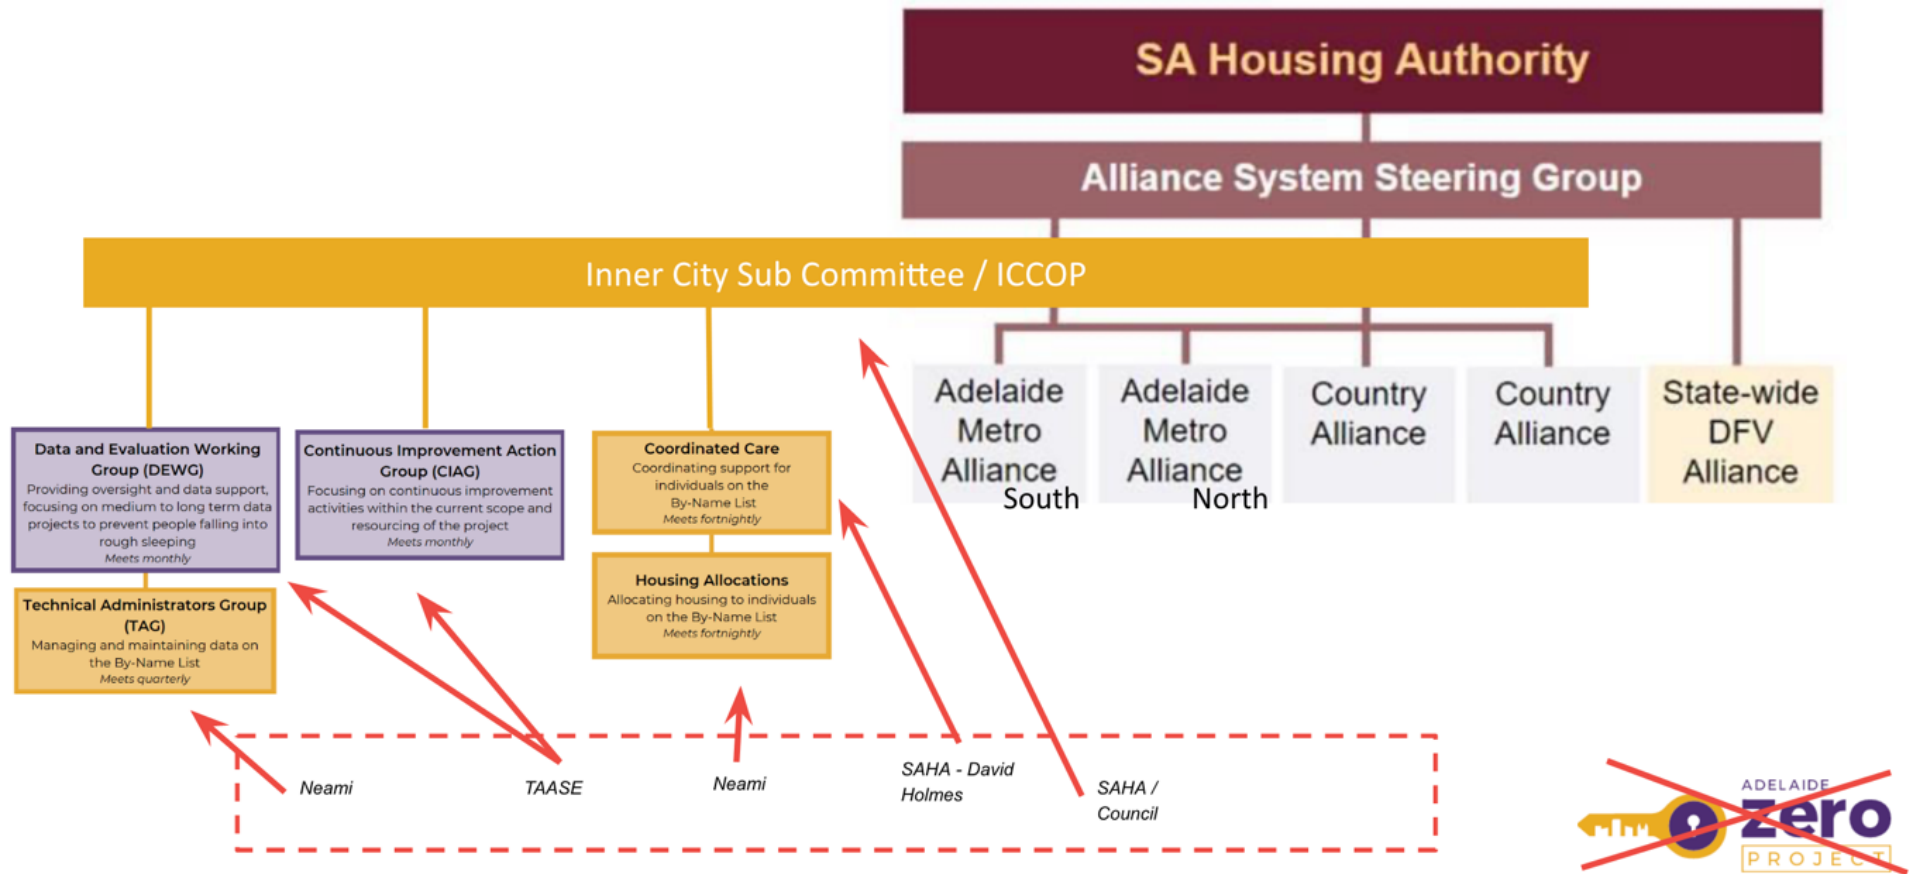 SA Housing Authority
Alliance System Steering Group
Inner City Sub Committee / ICCOP
Adelaide
Metro
Alliance
South
Adelaide
Metro
Alliance
North
Country
Alliance
Country
Alliance
State-wide
DFV
Alliance
Data and Evaluation Working
Group (DEWG)
Providing oversight and data support,
focusing on medium to long term data
projects to prevent people falling into
rough sleeping
Meets monthly
Technical Administrators Group
(TAG)
Managing and maintaining data on
the By-Name List
Meets quarterly
Continuous Improvement Action
Group (CIAG)
Focusing on continuous improvement
activities within the current scope and
resourcing of the project
Meets monthly
Coordinated Care
Coordinating support for
individuals on the
By-Name List
Meets fortnightly
Housing Allocations
Allocating housing to individuals
on the By-Name List
Meets fortnightly
Neami
TAASE
Neami
SAHA - David
Holmes
SAHA /
Council
ADELAIDE
zero
PROJECT